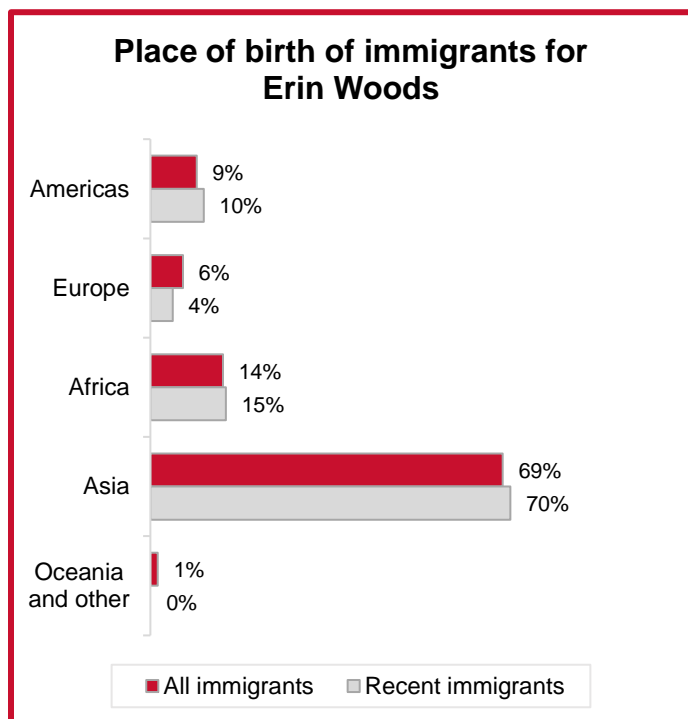 Place of birth of immigrants for
Erin Woods
Americas
9%
10%
Europe
6%
4%
Africa
14%
15%
Asia
69%
70%
Oceania
and other
1%
0%
All immigrants
Recent immigrants